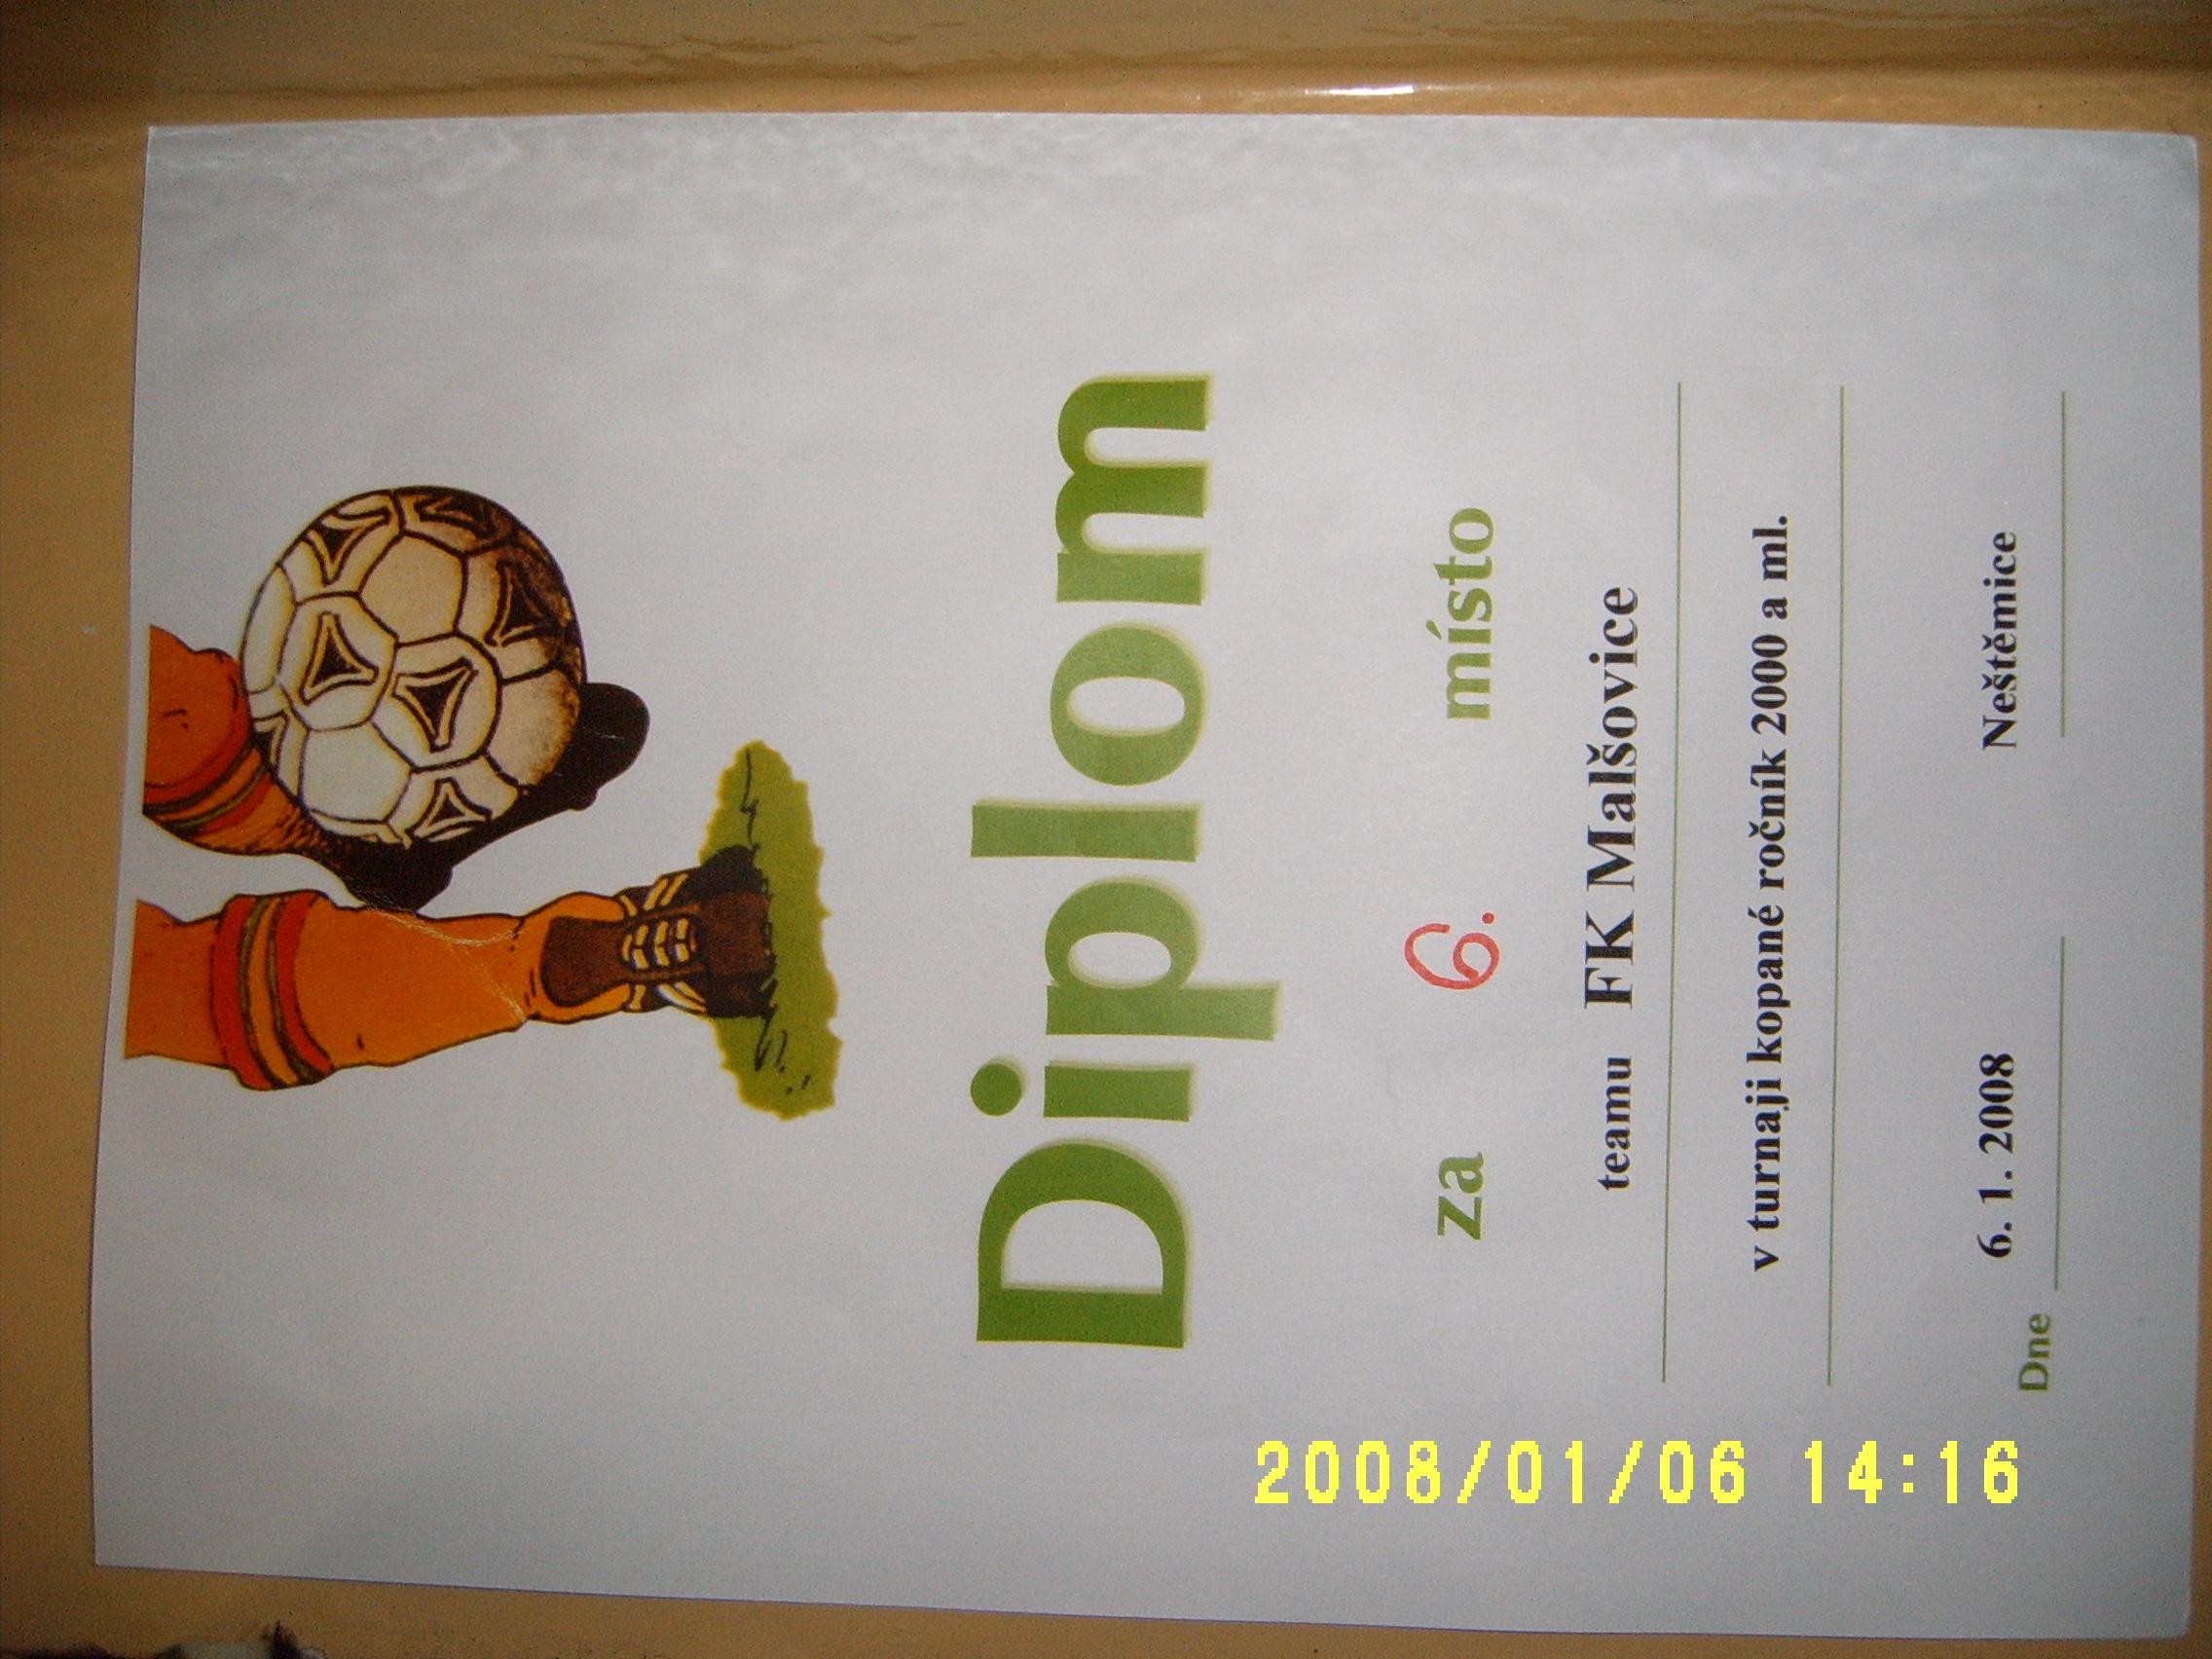 Diplom
za 6. místo
teamu FK Malšovice
v turnaji kopané ročník 2000 a ml.
Dne 6. 1. 2008 Neštěmice
2008/01/06 14:16